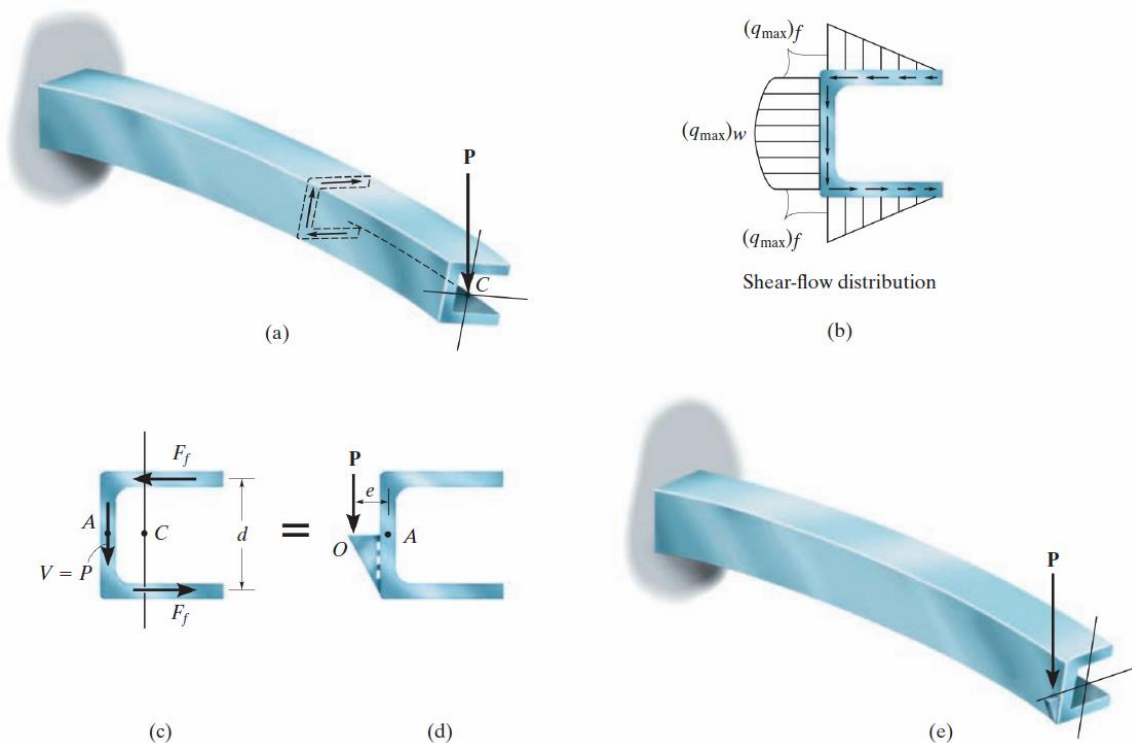 P
C
(a)
(q_max)_f
(q_max)_w
(q_max)_f
Shear-flow distribution
(b)
F_f
A
C
d
V = P
F_f
(c)
=
P
e
O
A
(d)
P
(e)